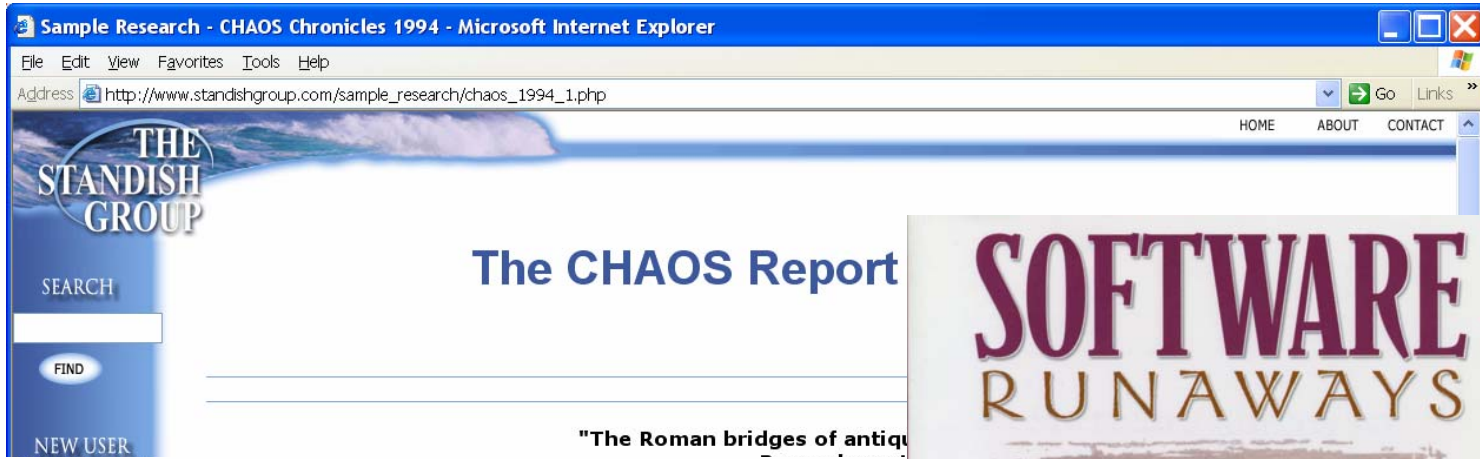 Sample Research - CHAOS Chronicles 1994 - Microsoft Internet Explorer
File Edit View Favorites Tools Help
Address http://www.standishgroup.com/sample_research/chaos_1994_1.php Go Links »
HOME ABOUT CONTACT
THE
STANDISH
GROUP
The CHAOS Report
SEARCH
FIND
NEW USER
"The Roman bridges of antiqu
SOFTWARE
RUNAWAYS